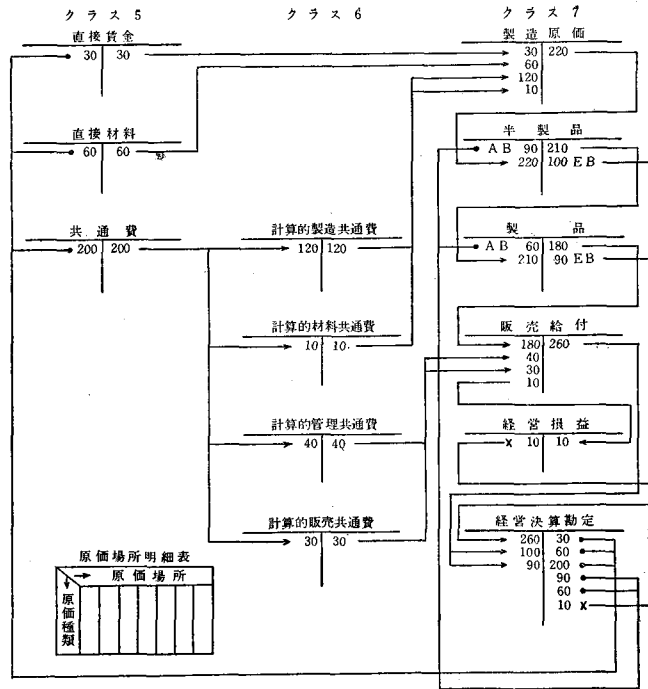 クラス5 クラス6 クラス7
直接賃金
30 30
製造原価
30 220
60
120
10
直接材料
60 60
半製品
AB 90 210
220 100 EB
共通費
200 200
計算的製造共通費
120 120
製品
AB 60 180
210 90 EB
計算的材料共通費
10 10
販売給付
180 260
40
30
10
計算的管理共通費
40 40
経営損益
x 10 10
計算的販売共通費
30 30
経営決算勘定
260 30
100 60
90 200
90
60
10 x
原価場所明細表
原価場所
原価種類